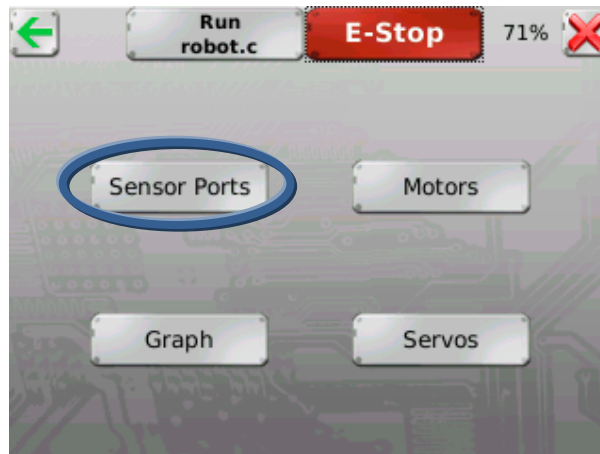 Run
robot.c
E-Stop
71%
Sensor Ports
Motors
Graph
Servos